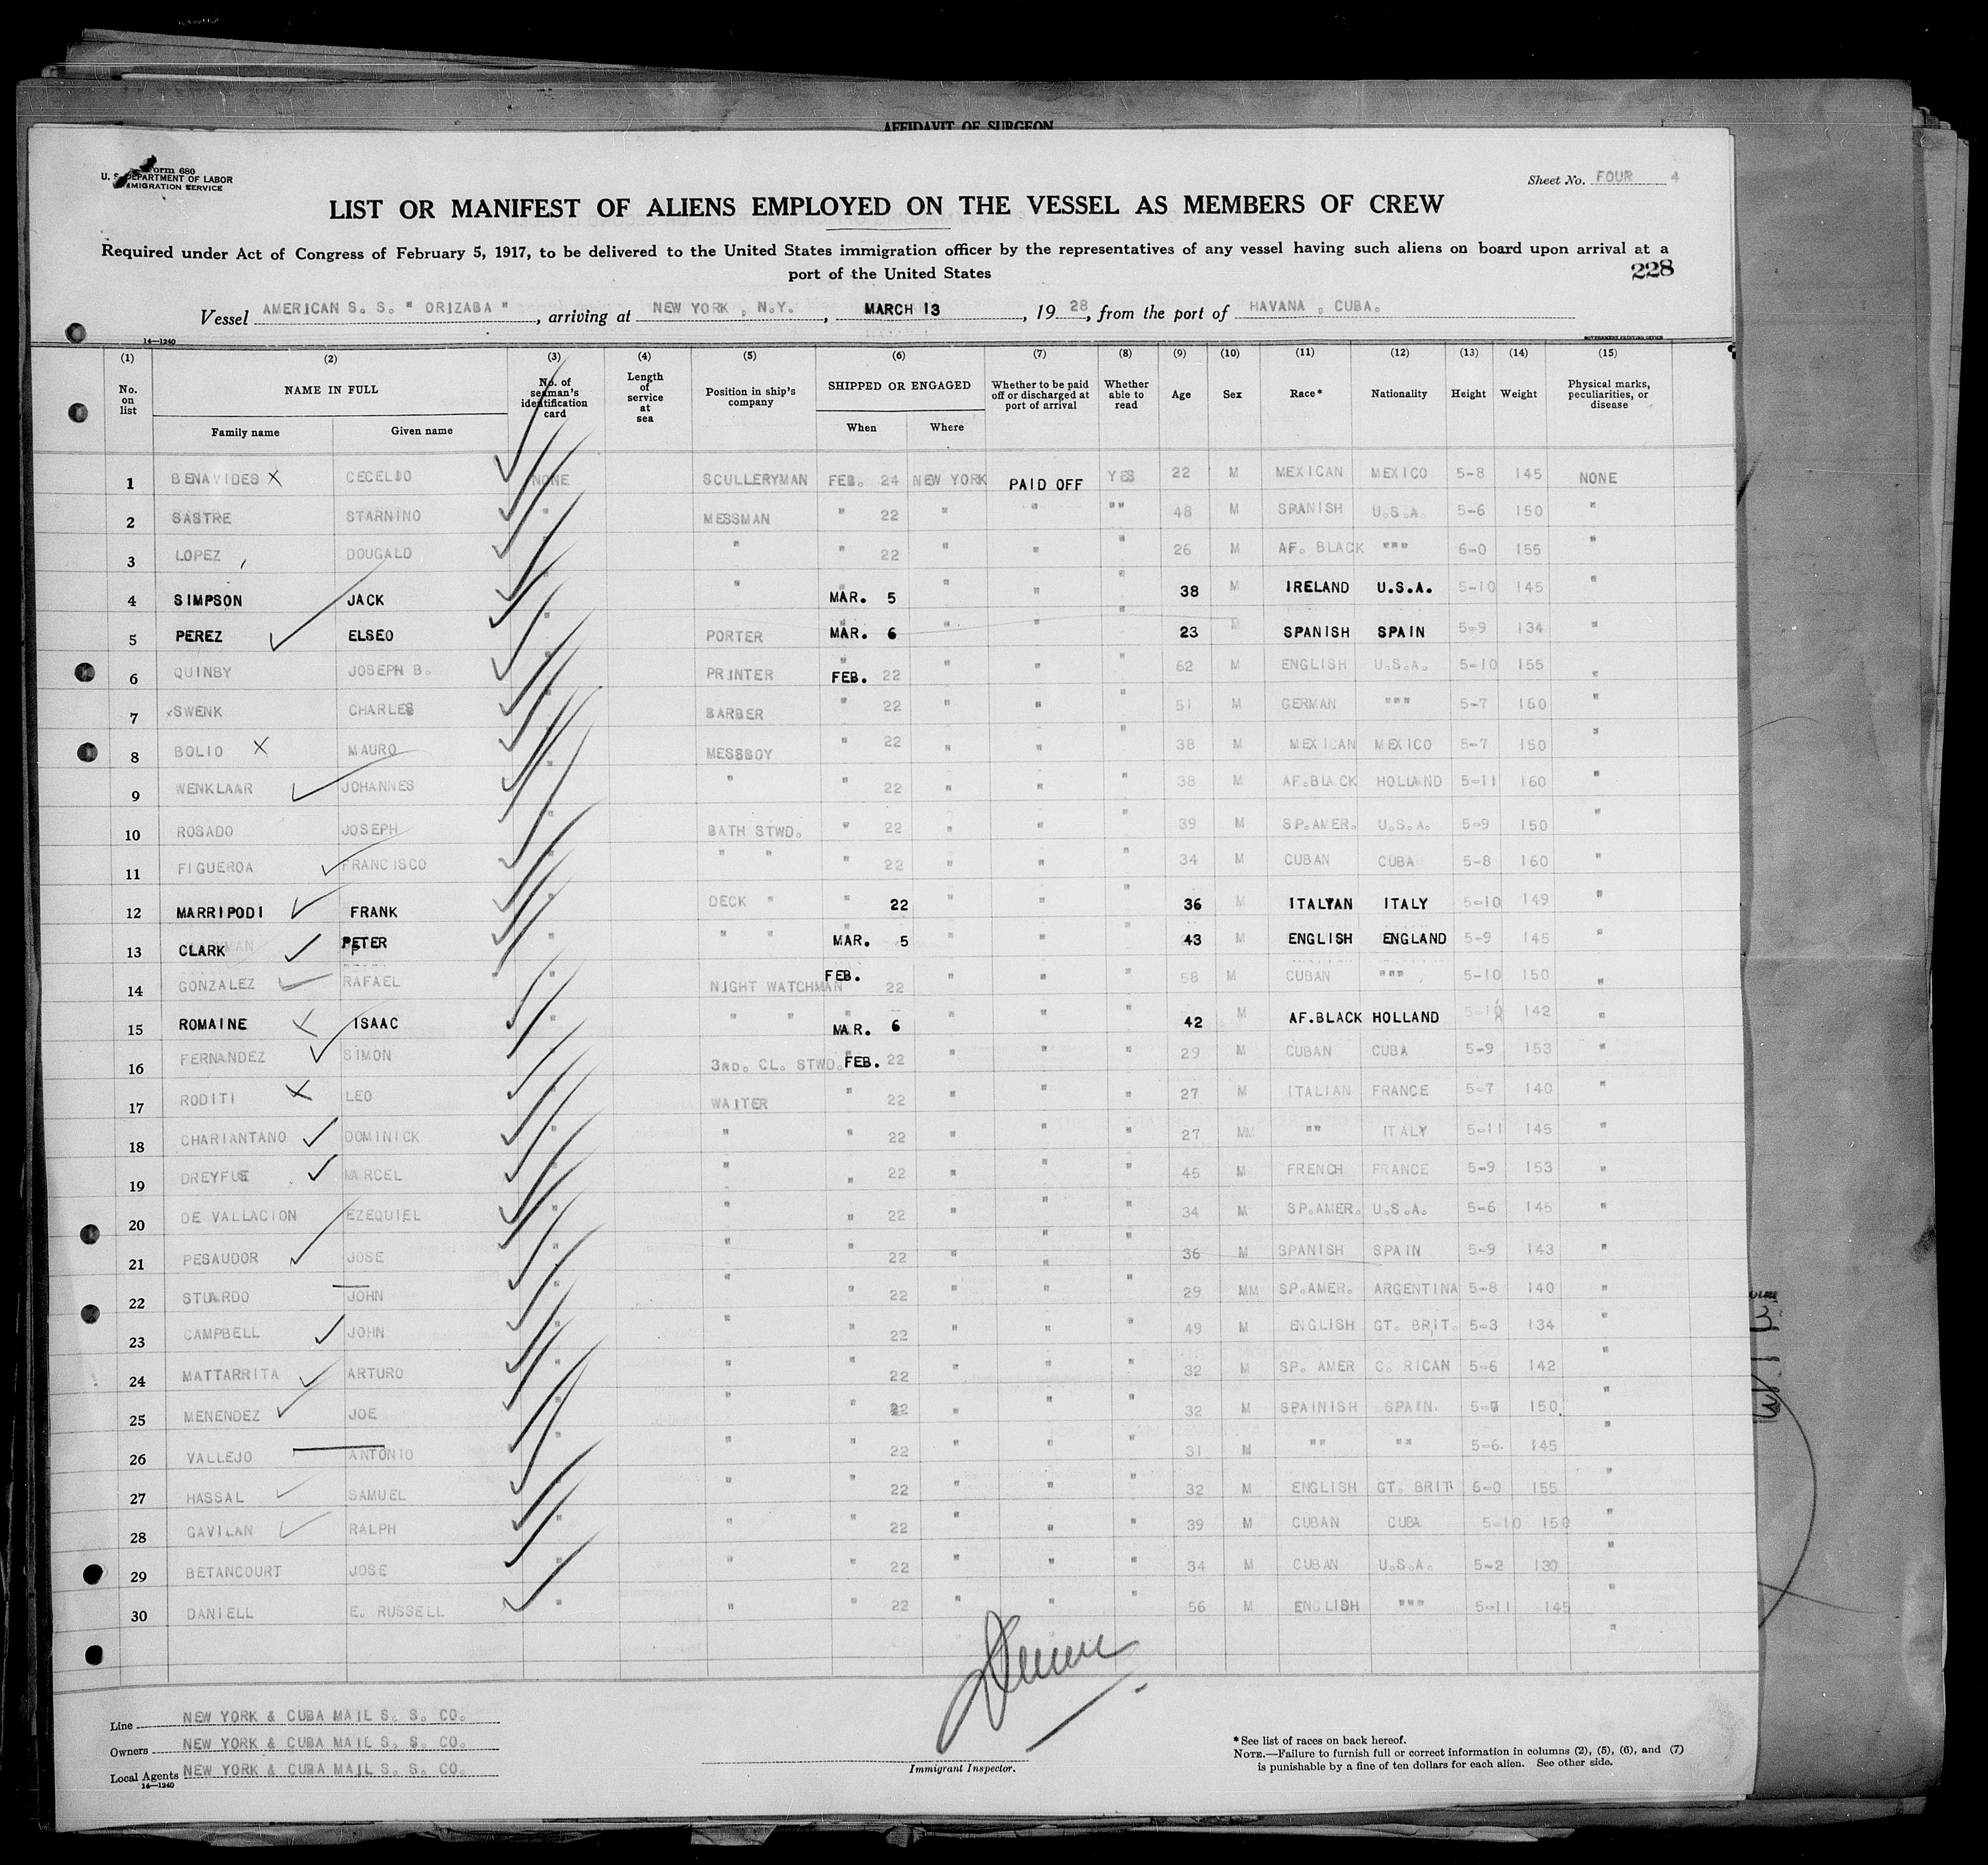 AFFIDAVIT OF SURGEON
Form 680
U. S. DEPARTMENT OF LABOR
IMMIGRATION SERVICE
Sheet No. FOUR 4
LIST OR MANIFEST OF ALIENS EMPLOYED ON THE VESSEL AS MEMBERS OF CREW
Required under Act of Congress of February 5, 1917, to be delivered to the United States immigration officer by the representatives of any vessel having such aliens on board upon arrival at a
port of the United States
228
Vessel AMERICAN S. S. " ORIZABA ", arriving at NEW YORK, N.Y., MARCH 13, 1928, from the port of HAVANA, CUBA.
14—1240 GOVERNMENT PRINTING OFFICE
(1) (2) (3) (4) (5) (6) (7) (8) (9) (10) (11) (12) (13) (14) (15)
No. on list NAME IN FULL Family name Given name No. of seaman's identification card Length of service at sea Position in ship's company SHIPPED OR ENGAGED When Where Whether to be paid off or discharged at port of arrival Whether able to read Age Sex Race* Nationality Height Weight Physical marks, peculiarities, or disease
1 BENAVIDES X CECELDO NONE SCULLERYMAN FEB. 24 NEW YORK PAID OFF YES 22 M MEXICAN MEXICO 5-8 145 NONE
2 SASTRE STARNINO " MESSMAN " 22 " " "" 48 M SPANISH U.S.A. 5-6 150 "
3 LOPEZ DOUGALD " " " 22 " " " 26 M AF. BLACK """ 6-0 155 "
4 SIMPSON JACK " " MAR. 5 " " " 38 M IRELAND U.S.A. 5-10 145 "
5 PEREZ ELSEO " PORTER MAR. 6 " " " 23 M SPANISH SPAIN 5-9 134 "
6 QUINBY JOSEPH B. " PRINTER FEB. 22 " " " 62 M ENGLISH U.S.A. 5-10 155 "
7 xSWENK CHARLES " BARBER " 22 " " " 51 M GERMAN """ 5-7 160 "
8 BOLIO X MAURO " MESSBOY " 22 " " " 38 M MEXICAN MEXICO 5-7 150 "
9 WENKLAAR JOHANNES " " " 22 " " " 38 M AF.BLACK HOLLAND 5-11 160 "
10 ROSADO JOSEPH " BATH STWD. " 22 " " " 39 M SP.AMER. U.S.A. 5-9 150 "
11 FIGUEROA FRANCISCO " " " " 22 " " " 34 M CUBAN CUBA 5-8 160 "
12 MARRIPODI FRANK " DECK " " 22 " " " 36 M ITALYAN ITALY 5-10 149 "
13 CLARK PETER " " " MAR. 5 " " " 43 M ENGLISH ENGLAND 5-9 145 "
14 GONZALEZ RAFAEL " NIGHT WATCHMAN FEB. 22 " " " 58 M CUBAN """ 5-10 150 "
15 ROMAINE X ISAAC " " " MAR. 6 " " " 42 M AF.BLACK HOLLAND 5-10 142 "
16 FERNANDEZ SIMON " 3RD. CL. STWD. FEB. 22 " " " 29 M CUBAN CUBA 5-9 153 "
17 RODITI X LEO " WAITER " 22 " " " 27 M ITALIAN FRANCE 5-7 140 "
18 CHARIANTANO DOMINICK " " " 22 " " " 27 MM "" ITALY 5-11 145 "
19 DREYFUS MARCEL " " " 22 " " " 45 M FRENCH FRANCE 5-9 153 "
20 DE VALLACION EZEQUIEL " " " 22 " " " 34 M SP.AMER. U.S.A. 5-6 145 "
21 PESAUDOR JOSE " " " 22 " " " 36 M SPANISH SPAIN 5-9 143 "
22 STUARDO JOHN " " " 22 " " " 29 MM SP.AMER. ARGENTINA 5-8 140 "
23 CAMPBELL JOHN " " " 22 " " " 49 M ENGLISH GT. BRIT. 5-3 134 "
24 MATTARRITA ARTURO " " " 22 " " " 32 M SP. AMER C. RICAN 5-6 142 "
25 MENENDEZ JOE " " " 22 " " " 32 M SPAINISH SPAIN. 5-7 150 "
26 VALLEJO ANTONIO " " " 22 " " " 31 M "" "" 5-6 145 "
27 HASSAL SAMUEL " " " 22 " " " 32 M ENGLISH GT. BRIT 6-0 155 "
28 GAVILAN RALPH " " " 22 " " " 39 M CUBAN CUBA 5-10 150 "
29 BETANCOURT JOSE " " " 22 " " " 34 M CUBAN U.S.A. 5-2 130 "
30 DANIELL E. RUSSELL " " " 22 " " " 56 M ENGLISH """ 5-11 145 "
Line NEW YORK & CUBA MAIL S. S. CO.
Owners NEW YORK & CUBA MAIL S. S. CO.
Local Agents NEW YORK & CUBA MAIL S. S. CO.
14—1240
Immigrant Inspector.
*See list of races on back hereof.
NOTE.—Failure to furnish full or correct information in columns (2), (5), (6), and (7)
is punishable by a fine of ten dollars for each alien. See other side.